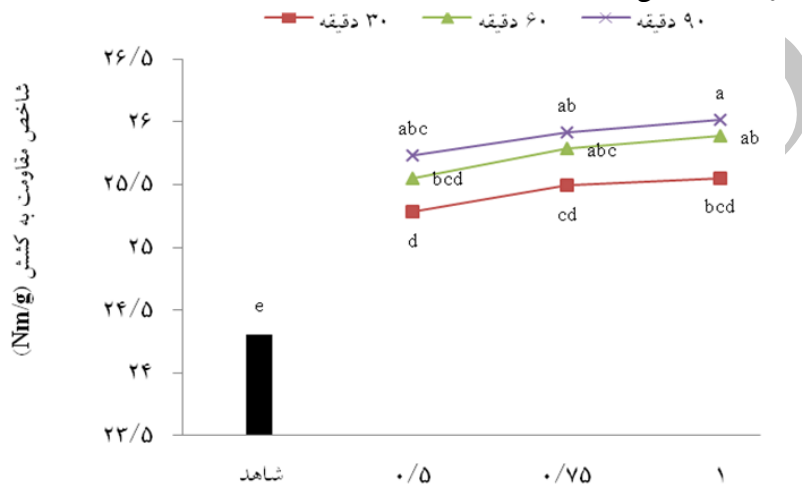 ۳۰ دقیقه ۶۰ دقیقه ۹۰ دقیقه
شاخص مقاومت به کشش (Nm/g)
۲۶/۵
۲۶
۲۵/۵
۲۵
۲۴/۵
۲۴
۲۳/۵
a
ab
abc
ab
abc
bcd
bcd
cd
d
e
شاهد ۰/۵ ۰/۷۵ ۱